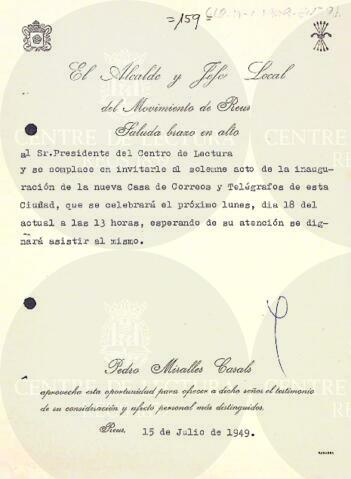 =159=
El Alcalde y Jefe Local
del Movimiento de Reus
Saluda brazo en alto
al Sr.Presidente del Centro de Lectura
y se complace en invitarle al solemne acto de la inaugu-
ración de la nueva Casa de Correos y Telégrafos de esta
Ciudad, que se celebrará el próximo lunes, dia 18 del
actual a las 13 horas, esperando de su atención se dig-
nará asistir al mismo.
CENTRE DE LECTURA
Pedro Miralles Casals
aprovecha esta oportunidad para ofrecer a dicho señor el testimonio
de su consideración y afecto personal más distinguidos.
Reus, 15 de Julio de 1949.